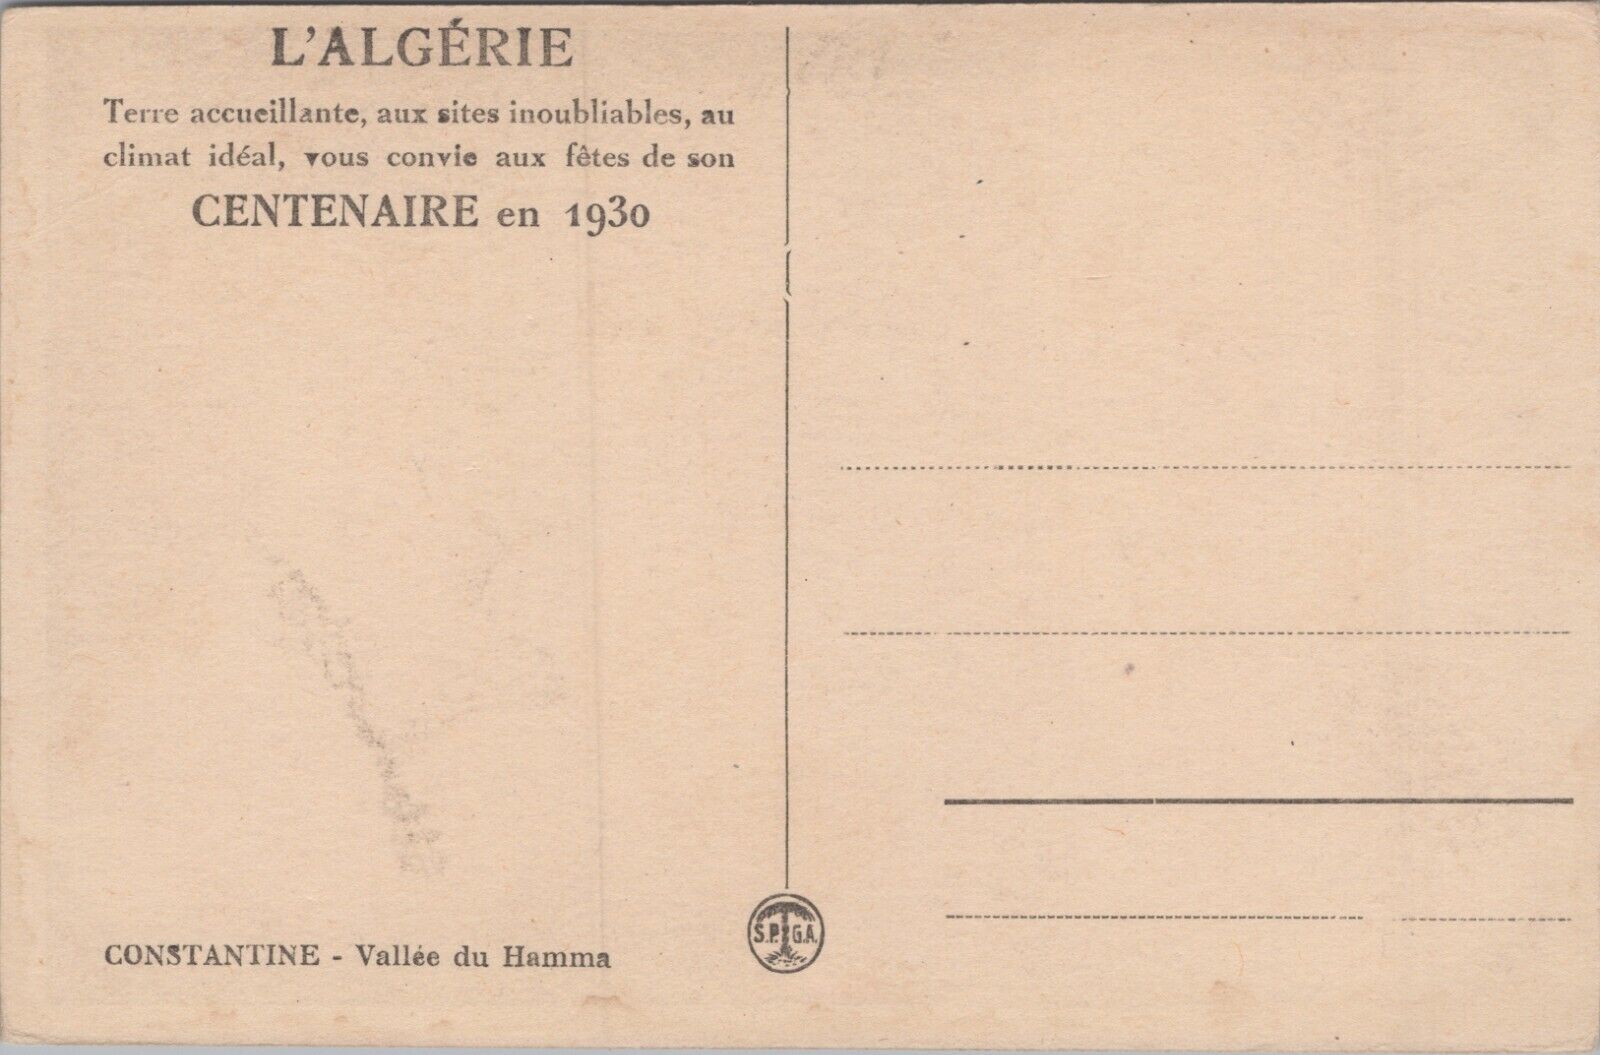 L'ALGÉRIE
Terre accueillante, aux sites inoubliables, au
climat idéal, vous convie aux fêtes de son
CENTENAIRE en 1930
CONSTANTINE - Vallée du Hamma
S.P.G.A.